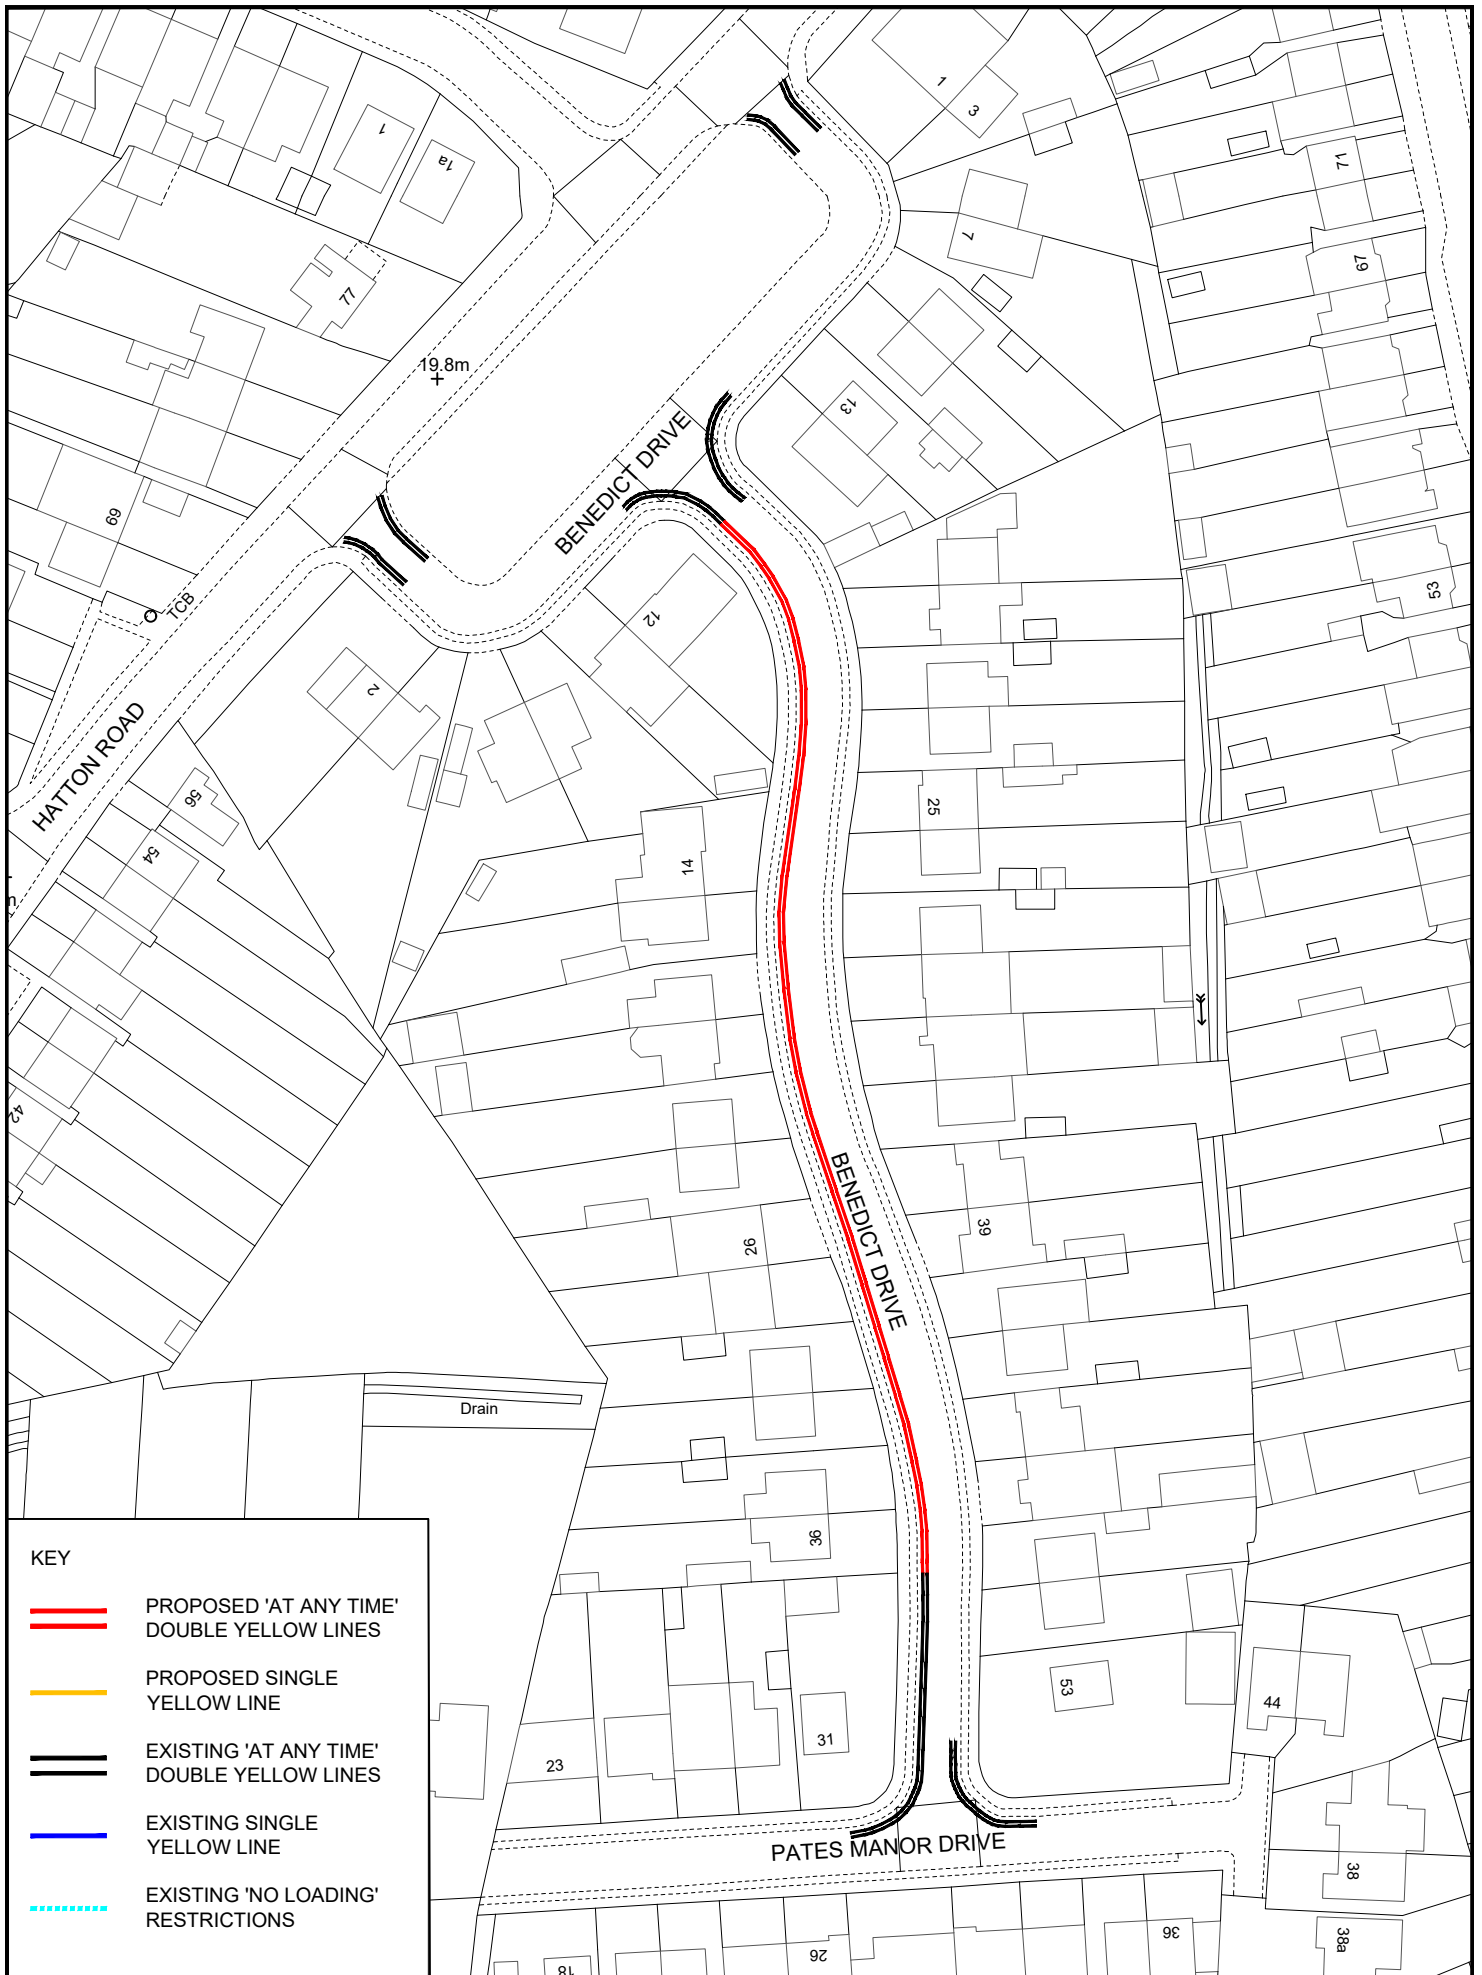 1
3
1
1a
71
7
67
77
19.8m
13
BENEDICT DRIVE
69
TCB
53
12
2
HATTON ROAD
56
25
54
14
42
BENEDICT DRIVE
39
26
Drain
36
KEY
PROPOSED 'AT ANY TIME'
DOUBLE YELLOW LINES
PROPOSED SINGLE
YELLOW LINE
EXISTING 'AT ANY TIME'
DOUBLE YELLOW LINES
EXISTING SINGLE
YELLOW LINE
EXISTING 'NO LOADING'
RESTRICTIONS
53
44
31
23
PATES MANOR DRIVE
38
36
38a
26
18